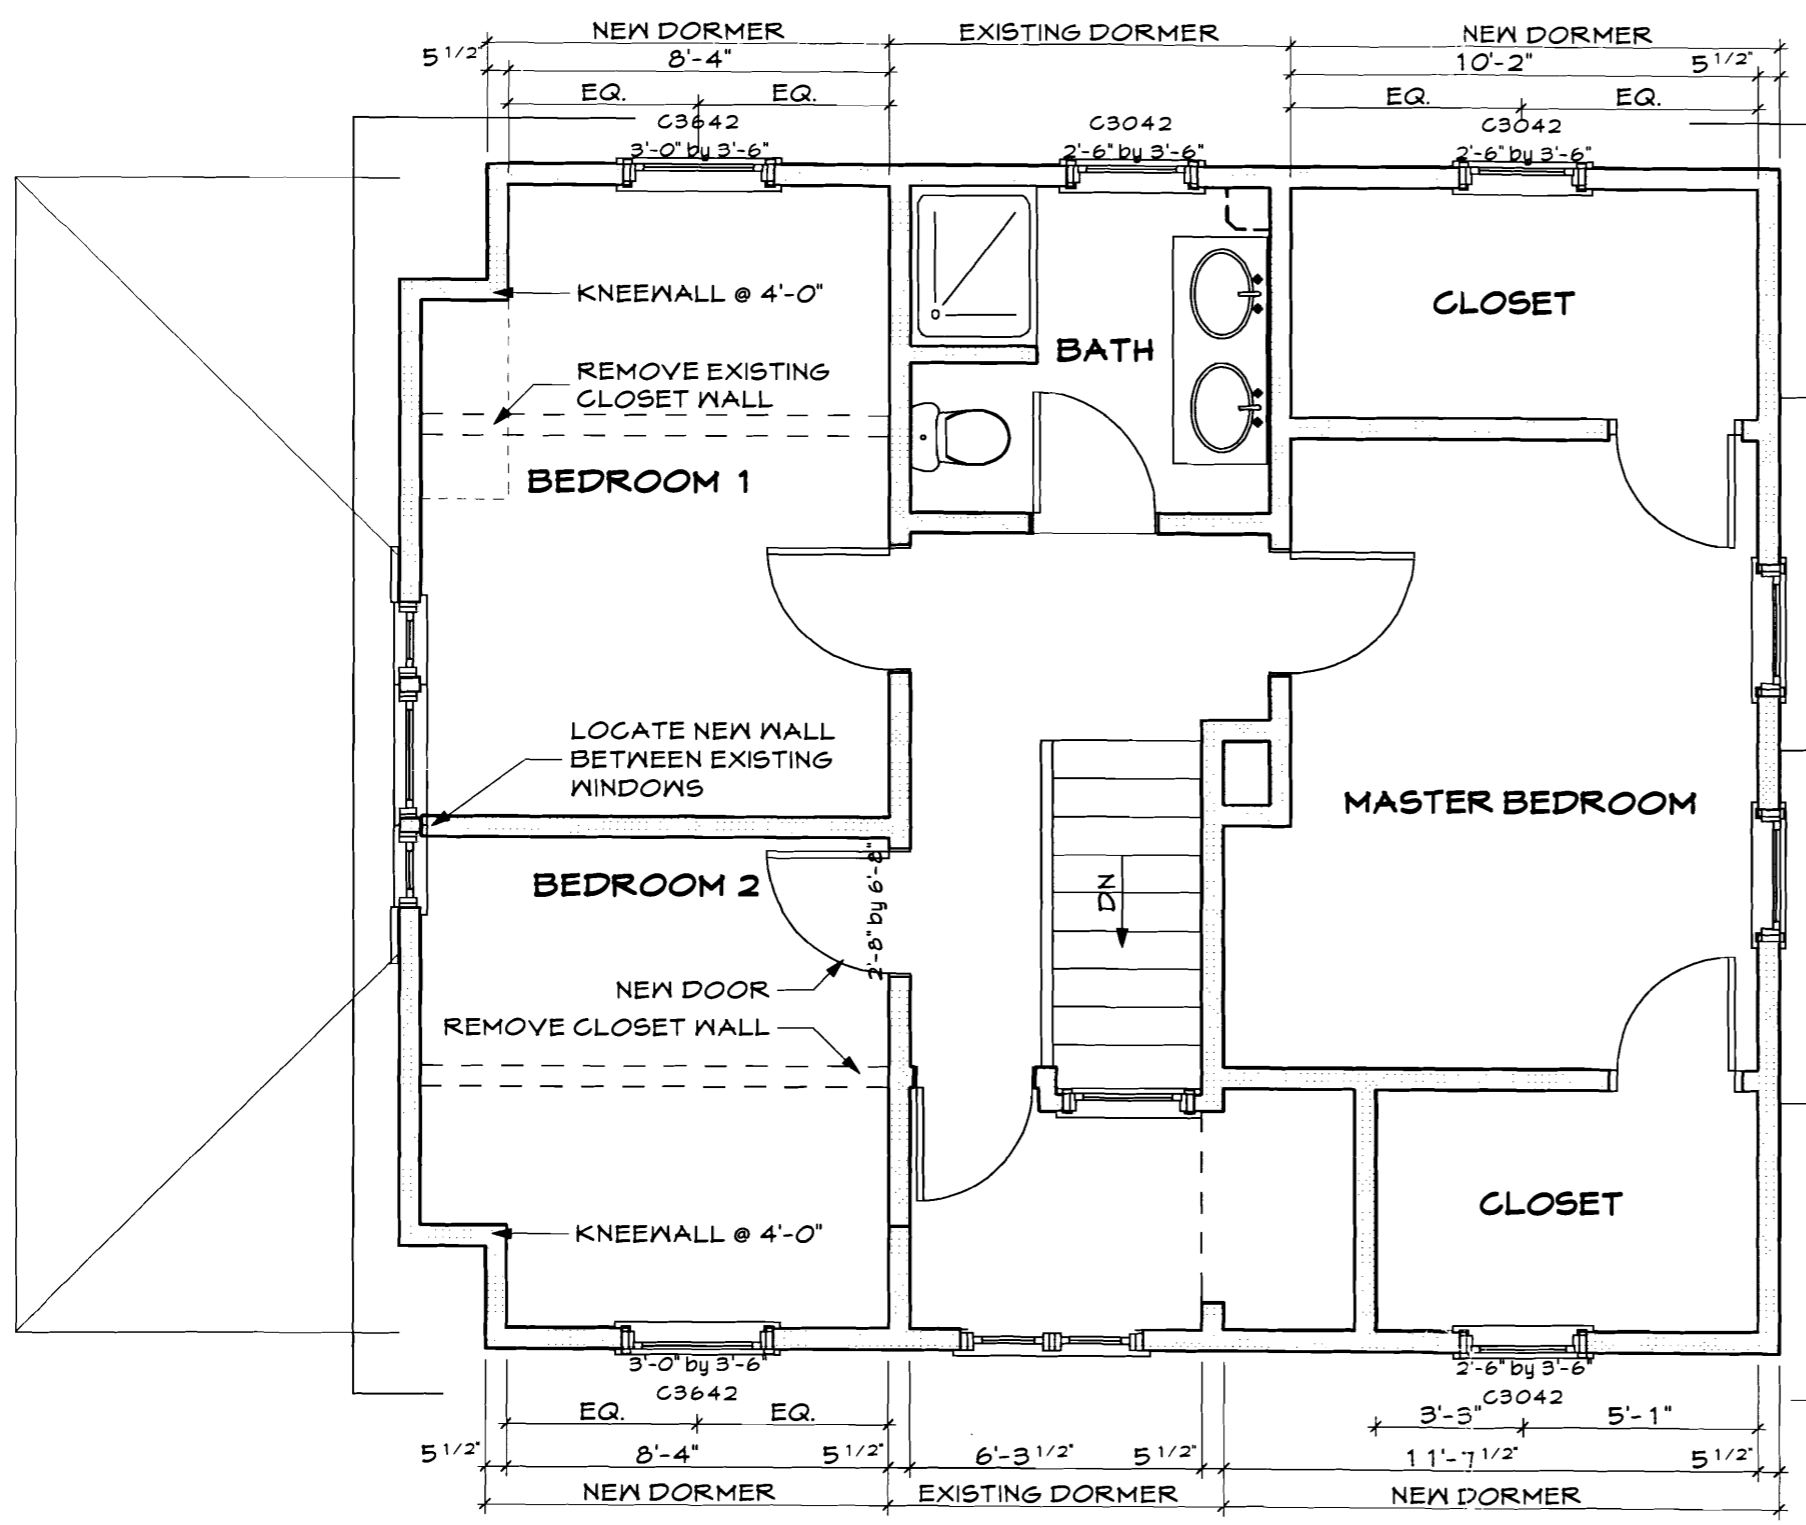 NEW DORMER EXISTING DORMER NEW DORMER
5 1/2" 8'-4" 10'-2" 5 1/2"
EQ. EQ. EQ. EQ.
C3642 C3042 C3042
3'-0" by 3'-6" 2'-6" by 3'-6" 2'-6" by 3'-6"
KNEEWALL @ 4'-0"
CLOSET
BATH
REMOVE EXISTING
CLOSET WALL
BEDROOM 1
LOCATE NEW WALL
BETWEEN EXISTING
WINDOWS
MASTER BEDROOM
BEDROOM 2
2'-8" by 6'-8"
DN
NEW DOOR
REMOVE CLOSET WALL
CLOSET
KNEEWALL @ 4'-0"
3'-0" by 3'-6" 2'-6" by 3'-6"
C3642 C3042
EQ. EQ. 3'-3" 5'-1"
5 1/2" 8'-4" 5 1/2" 6'-3 1/2" 5 1/2" 11'-7 1/2" 5 1/2"
NEW DORMER EXISTING DORMER NEW DORMER